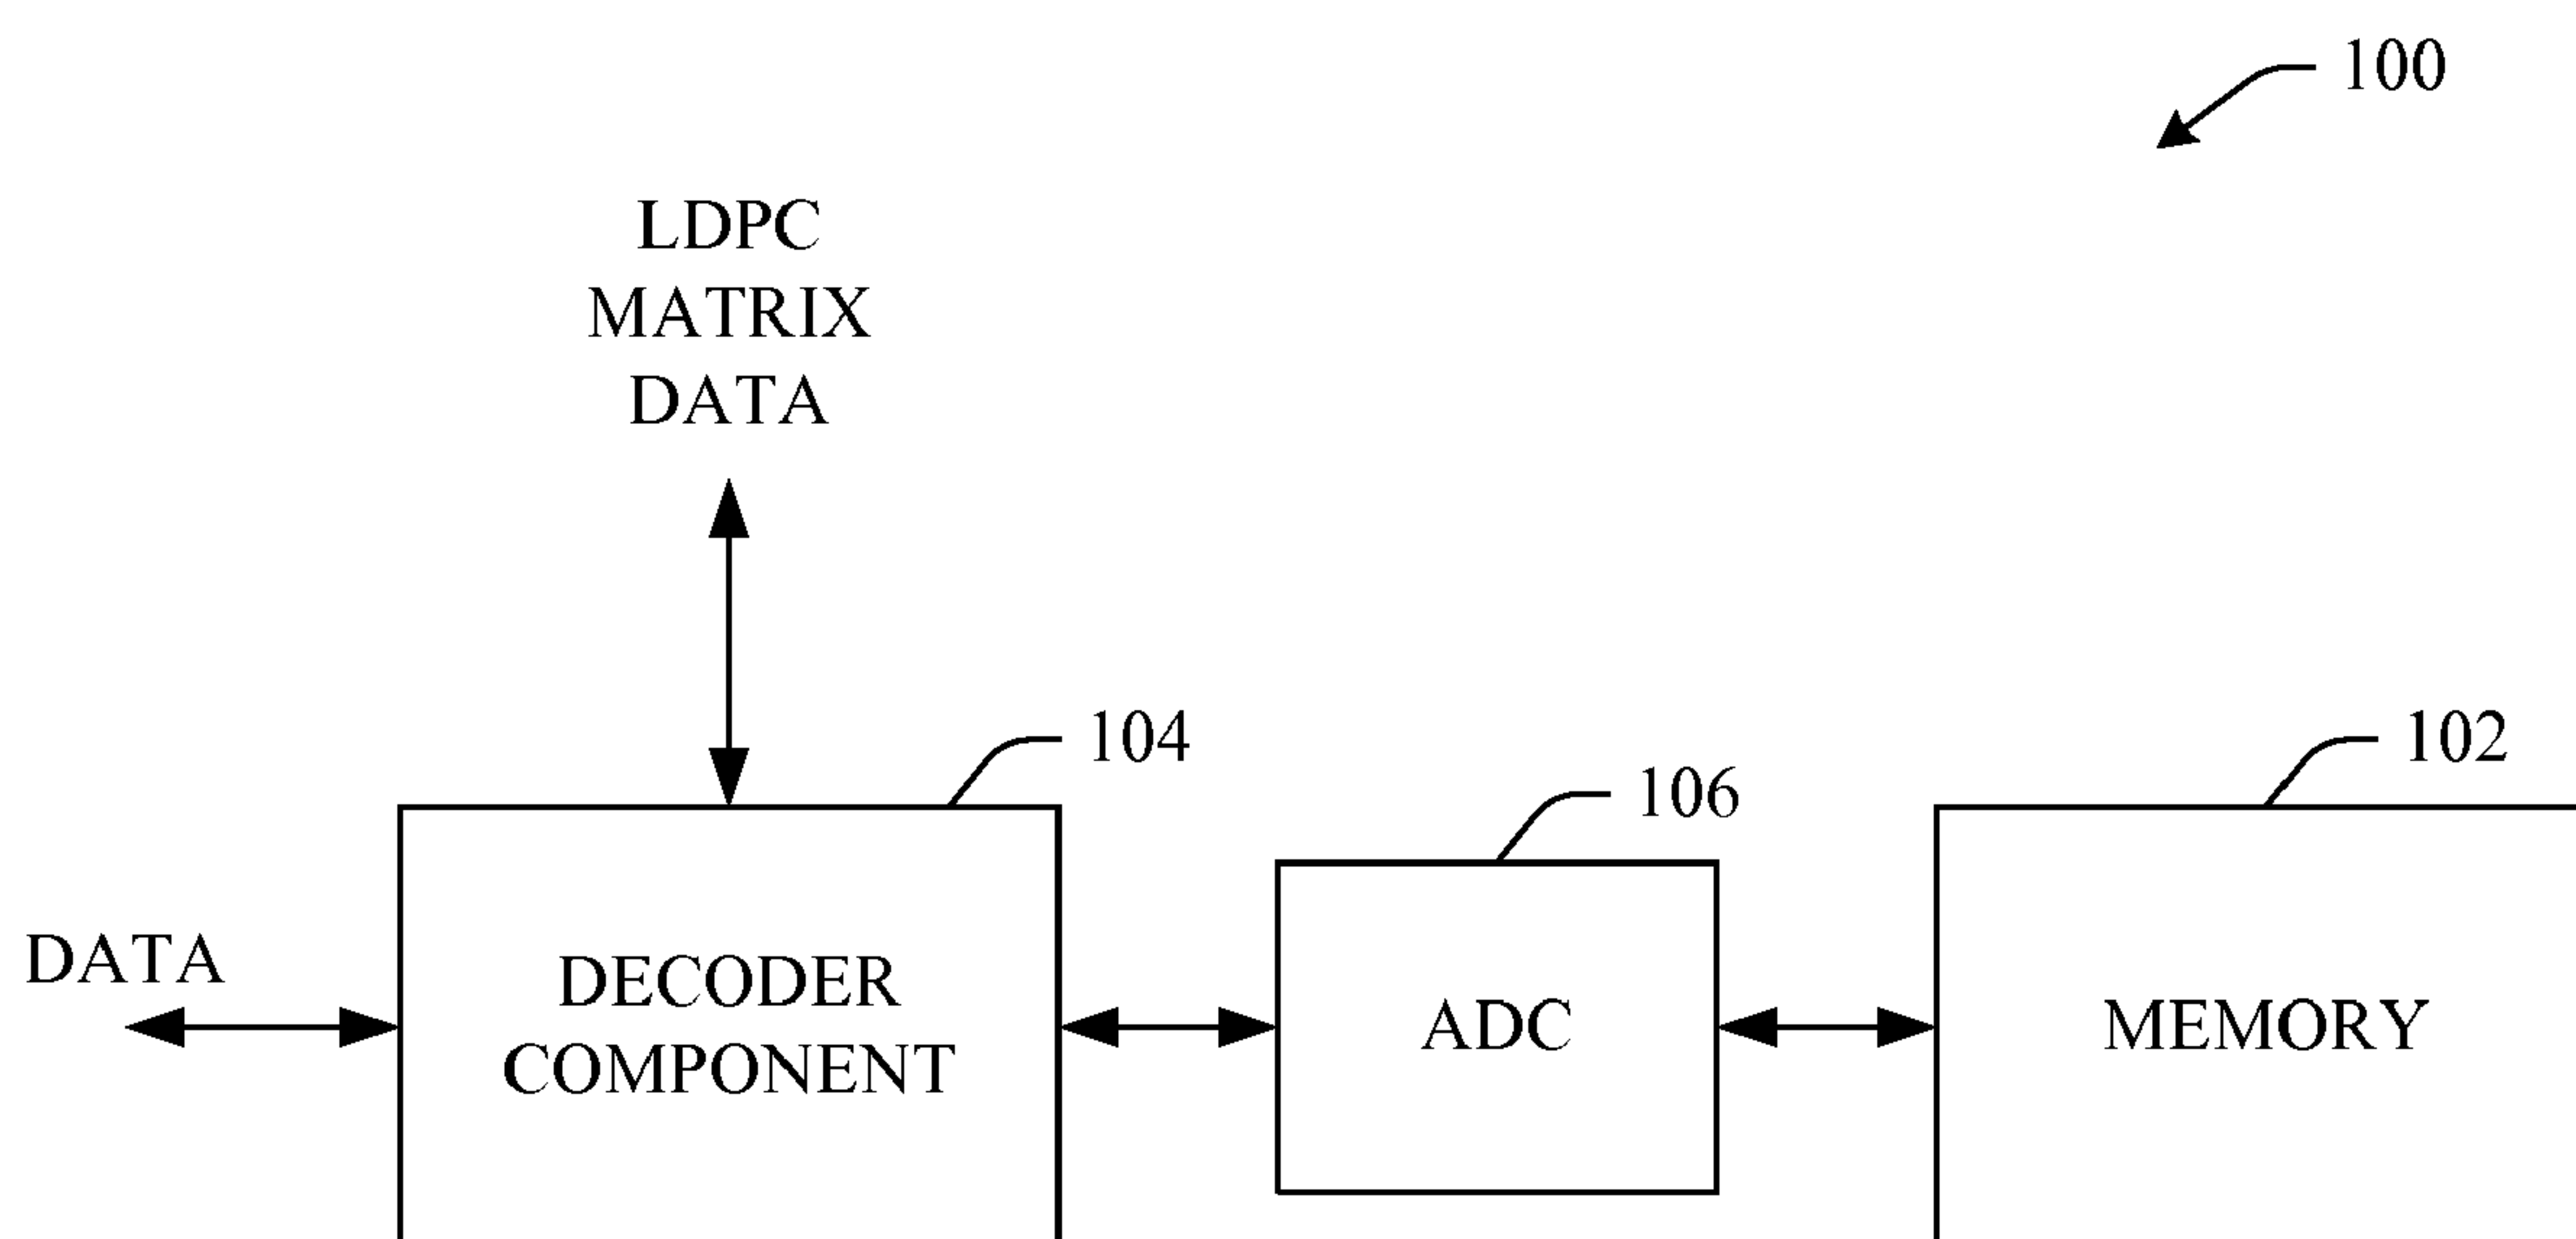 100
LDPC
MATRIX
DATA
104
106
102
DATA
DECODER
COMPONENT
ADC
MEMORY